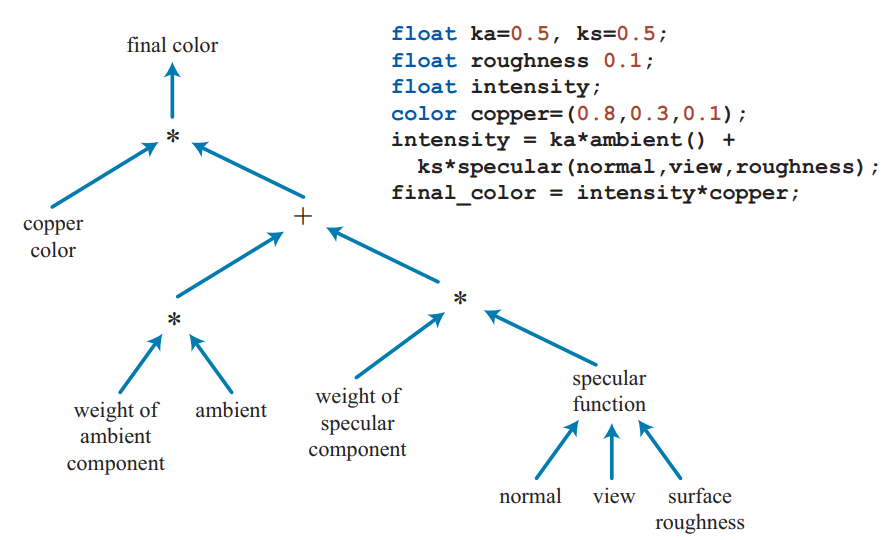 final color
float ka=0.5, ks=0.5;
float roughness 0.1;
float intensity;
color copper=(0.8,0.3,0.1);
intensity = ka*ambient() +
ks*specular(normal,view,roughness);
final_color = intensity*copper;
*
copper
color
+
*
*
weight of
ambient
component
ambient
weight of
specular
component
specular
function
normal
view
surface
roughness